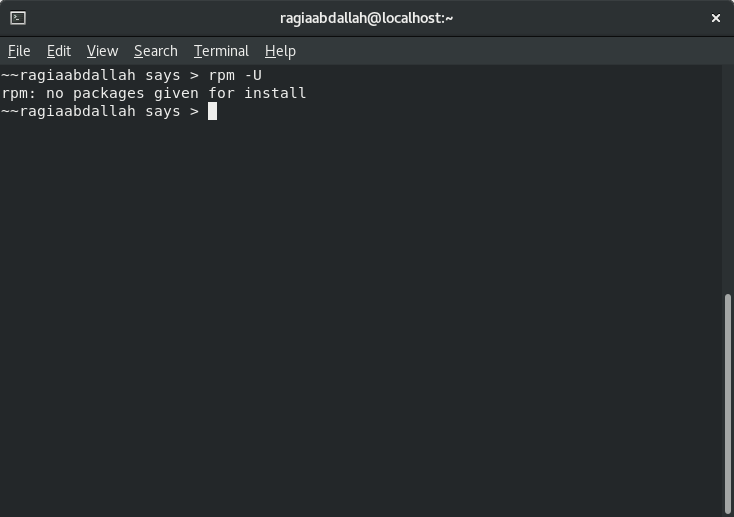 ragiaabdallah@localhost:~
File Edit View Search Terminal Help
~~ragiaabdallah says > rpm -U
rpm: no packages given for install
~~ragiaabdallah says >